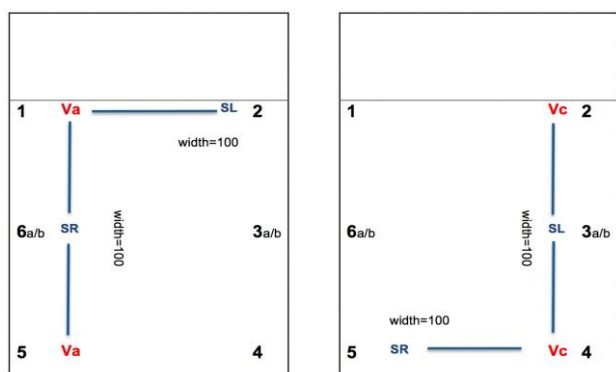 1 Va SL 2
width=100
6a/b SR width=100 3a/b
5 Va 4
1 Vc 2
6a/b width=100 SL 3a/b
width=100
5 SR Vc 4